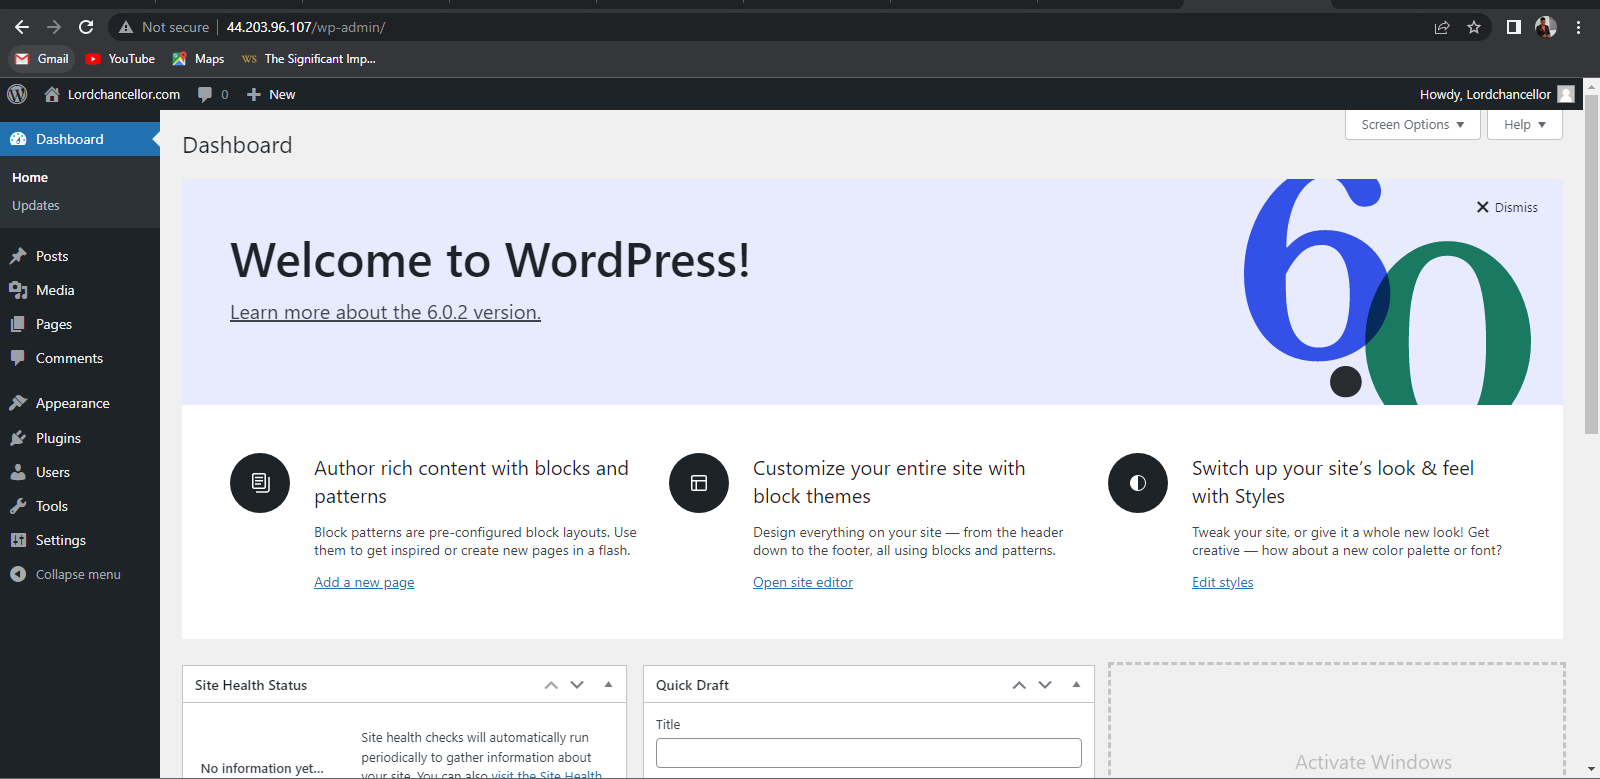 Not secure 44.203.96.107/wp-admin/
Gmail YouTube Maps WS The Significant Imp...
Lordchancellor.com 0 New Howdy, Lordchancellor
Screen Options Help
Dashboard
Home
Updates
Posts
Media
Pages
Comments
Appearance
Plugins
Users
Tools
Settings
Collapse menu
Dashboard
6.0
Dismiss
Welcome to WordPress!
Learn more about the 6.0.2 version.
Author rich content with blocks and
patterns
Block patterns are pre-configured block layouts. Use
them to get inspired or create new pages in a flash.
Add a new page
Customize your entire site with
block themes
Design everything on your site — from the header
down to the footer, all using blocks and patterns.
Open site editor
Switch up your site’s look & feel
with Styles
Tweak your site, or give it a whole new look! Get
creative — how about a new color palette or font?
Edit styles
Site Health Status
No information yet...
Site health checks will automatically run
periodically to gather information about
your site. You can also visit the Site Health
Quick Draft
Title
Activate Windows